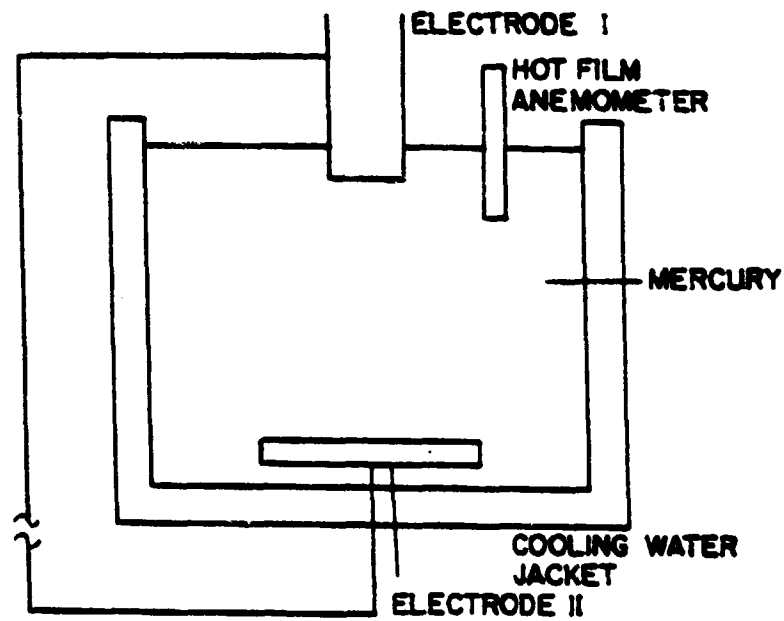 ELECTRODE I
HOT FILM
ANEMOMETER
MERCURY
COOLING WATER
JACKET
ELECTRODE II